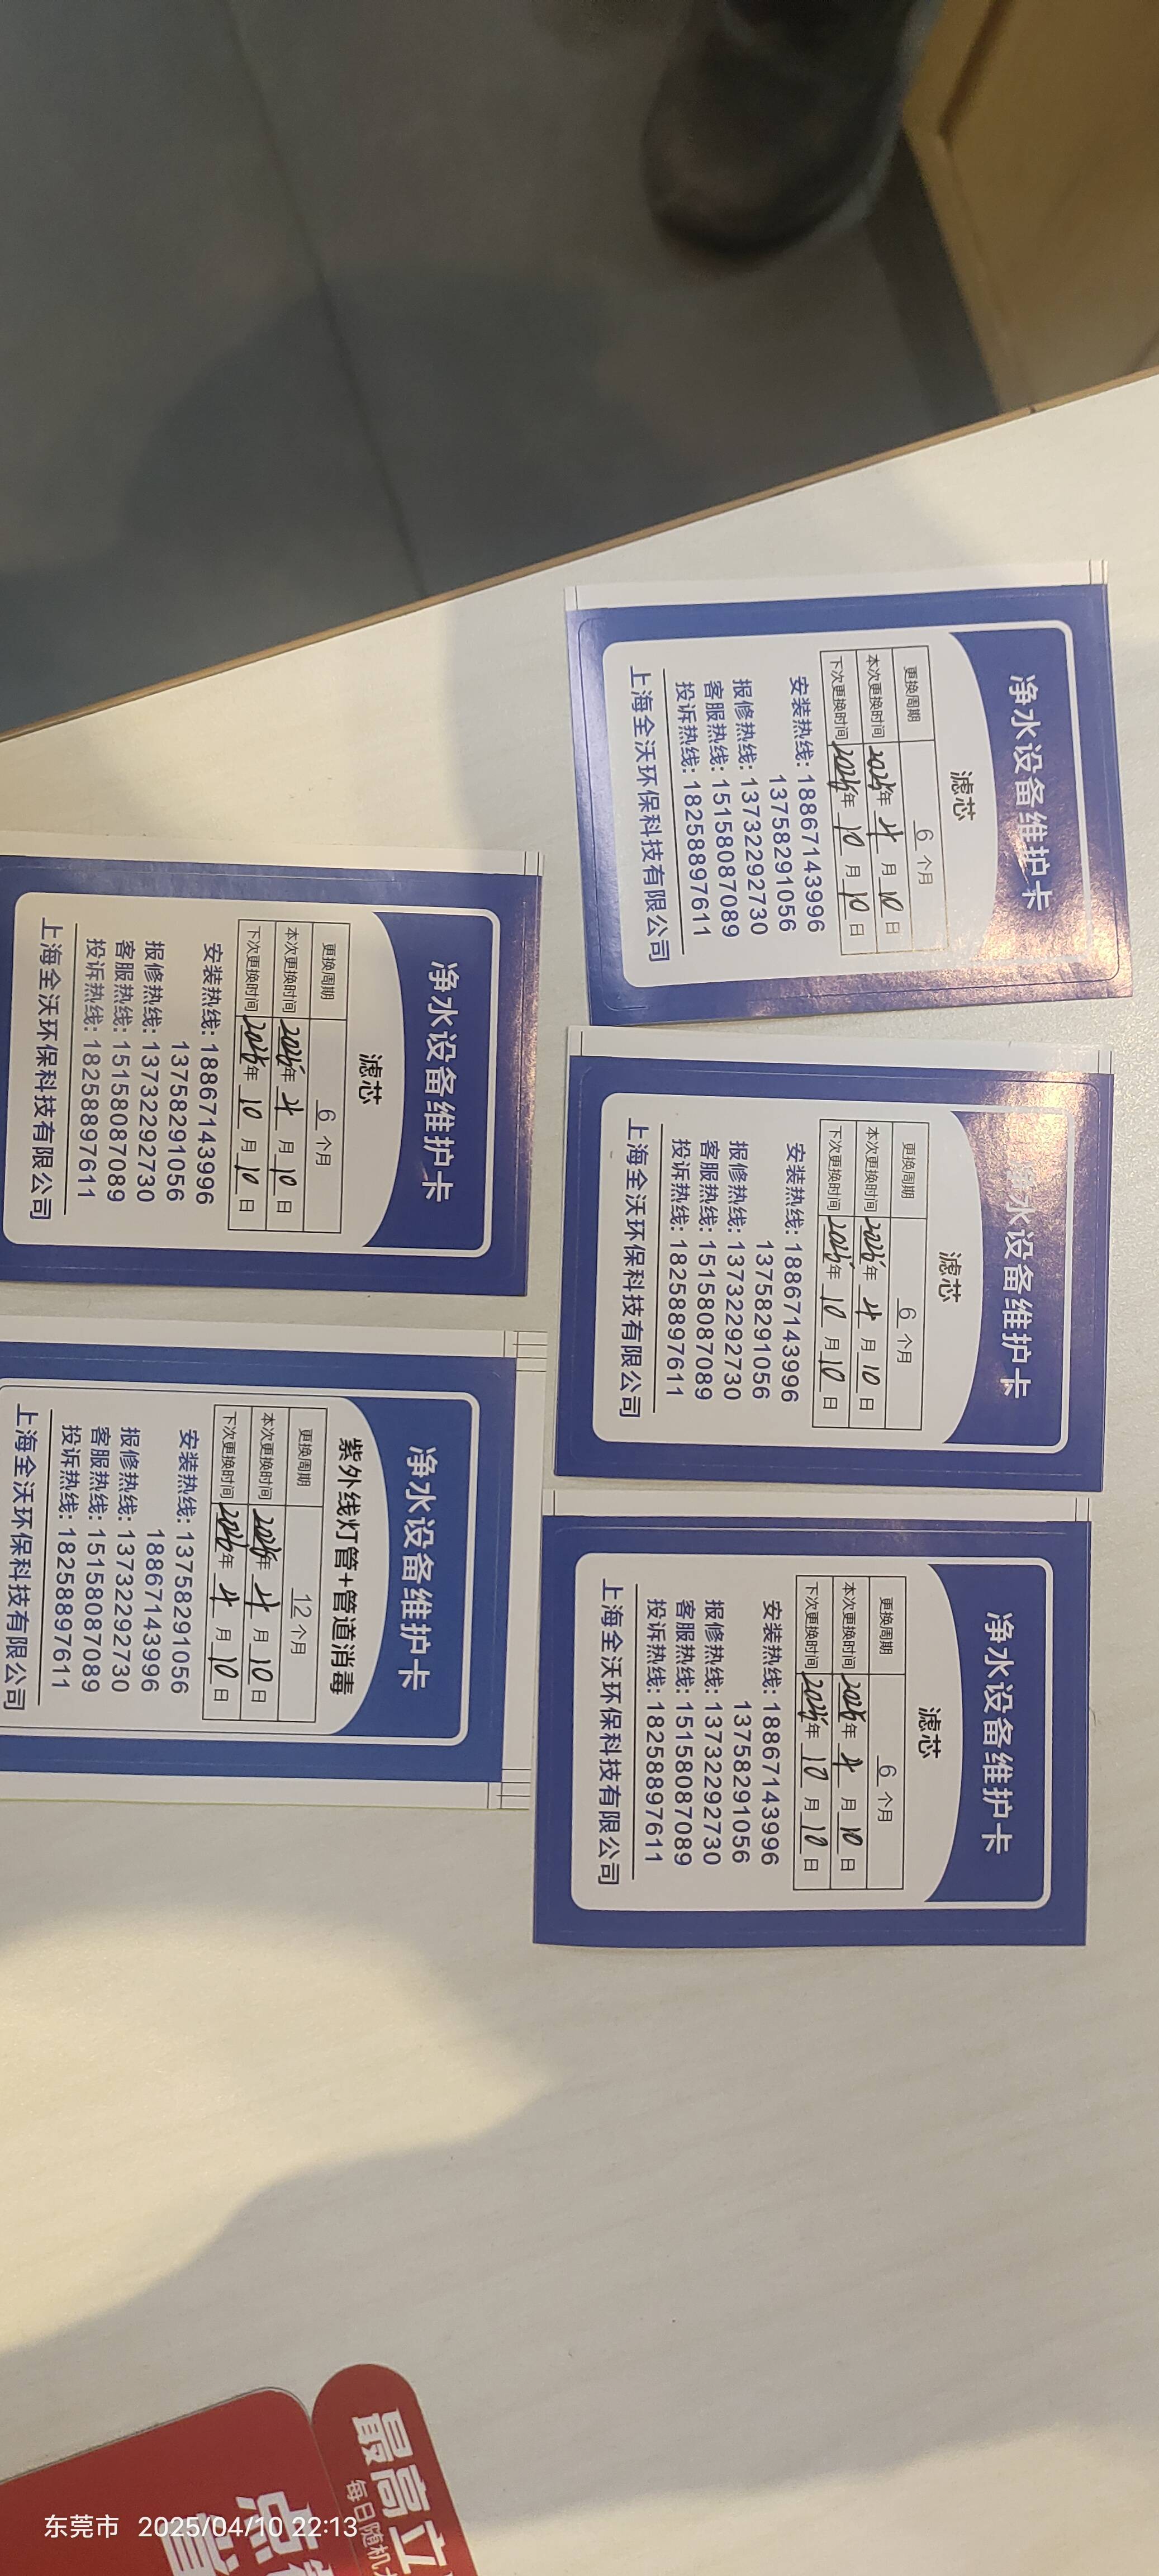 净水设备维护卡
滤芯
更换周期 6 个月
本次更换时间 2025年 4 月 10 日
下次更换时间 2025年 10 月 10 日
安装热线: 18867143996
13758291056
报修热线: 13732292730
客服热线: 15158087089
投诉热线: 18258897611
上海全沃环保科技有限公司
净水设备维护卡
滤芯
更换周期 6 个月
本次更换时间 2025年 4 月 10 日
下次更换时间 2025年 10 月 10 日
安装热线: 18867143996
13758291056
报修热线: 13732292730
客服热线: 15158087089
投诉热线: 18258897611
上海全沃环保科技有限公司
净水设备维护卡
滤芯
更换周期 6 个月
本次更换时间 2025年 4 月 10 日
下次更换时间 2025年 10 月 10 日
安装热线: 18867143996
13758291056
报修热线: 13732292730
客服热线: 15158087089
投诉热线: 18258897611
上海全沃环保科技有限公司
净水设备维护卡
滤芯
更换周期 6 个月
本次更换时间 2025年 4 月 10 日
下次更换时间 2025年 10 月 10 日
安装热线: 18867143996
13758291056
报修热线: 13732292730
客服热线: 15158087089
投诉热线: 18258897611
上海全沃环保科技有限公司
净水设备维护卡
紫外线灯管+管道消毒
更换周期 12 个月
本次更换时间 2025年 4 月 10 日
下次更换时间 2026年 4 月 10 日
安装热线: 13758291056
18867143996
报修热线: 13732292730
客服热线: 15158087089
投诉热线: 18258897611
上海全沃环保科技有限公司
最高立
每日随机
东莞市 2025/04/10 22:13